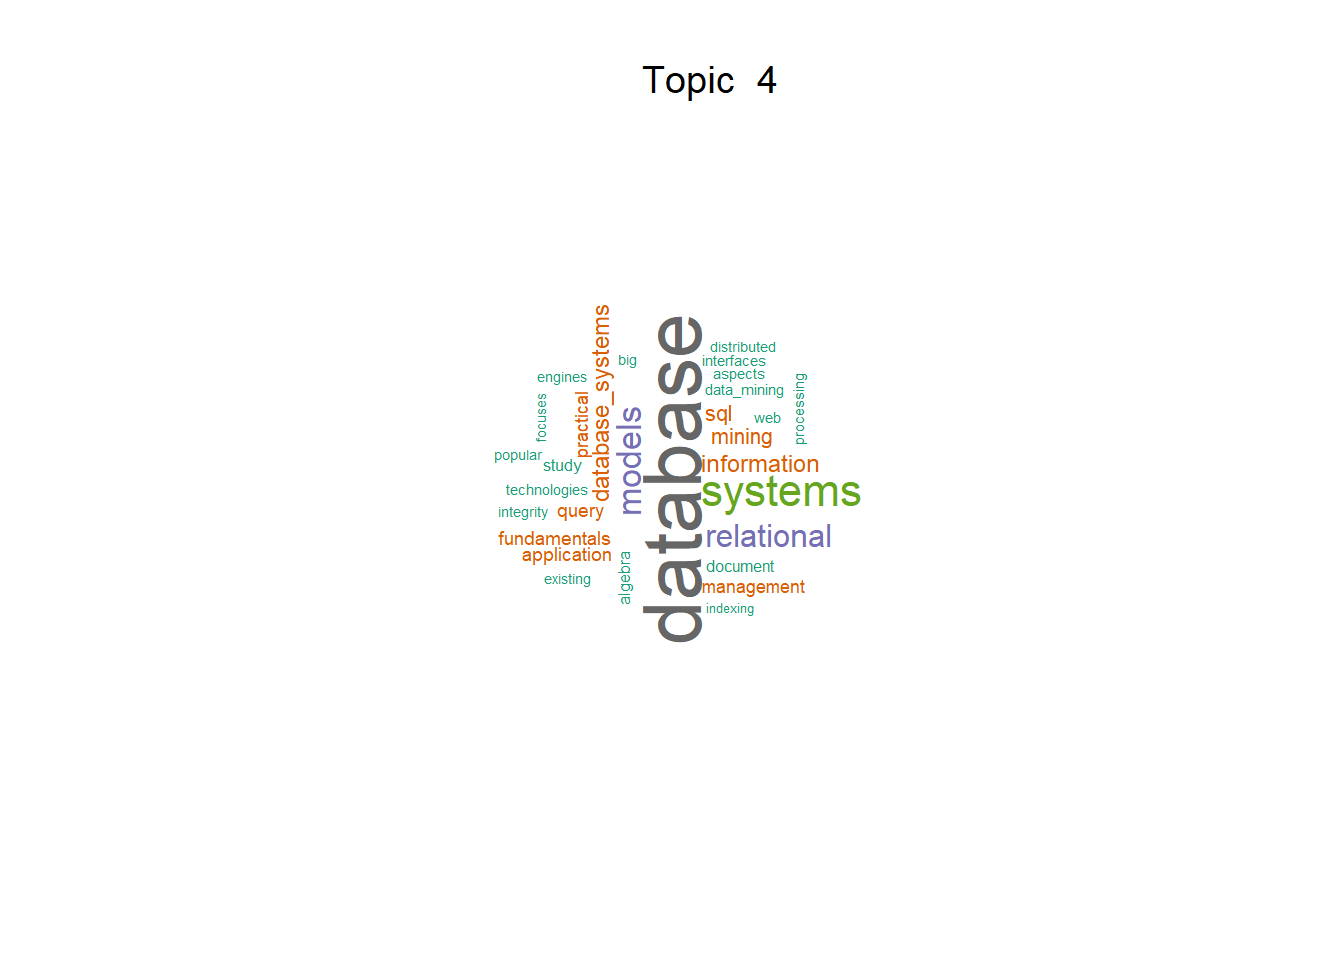 Topic 4
database_systems
database
distributed
big
interfaces
aspects
engines
data_mining
processing
focuses
practical
models
sql
web
mining
popular
study
information
technologies
systems
integrity
query
relational
fundamentals
application
algebra
document
existing
management
indexing